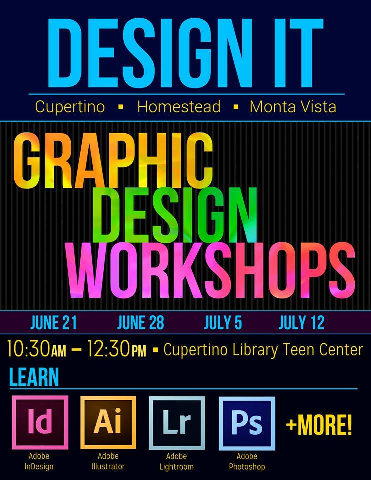 DESIGN IT
Cupertino ▪ Homestead ▪ Monta Vista
GRAPHIC
DESIGN
WORKSHOPS
JUNE 21 JUNE 28 JULY 5 JULY 12
10:30AM – 12:30PM ▪ Cupertino Library Teen Center
LEARN
Id Ai Lr Ps +MORE!
Adobe InDesign Adobe Illustrator Adobe Lightroom Adobe Photoshop